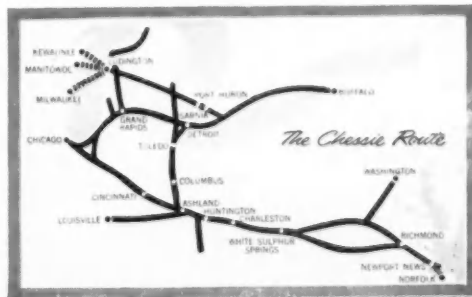 KEWAUNEE
MANITOWOC
LUDINGTON
MILWAUKEE
PORT HURON
BUFFALO
SARNIA
GRAND
RAPIDS
DETROIT
CHICAGO
TOLEDO
The Chessie Route
WASHINGTON
COLUMBUS
CINCINNATI
ASHLAND
LOUISVILLE
HUNTINGTON
CHARLESTON
WHITE SULPHUR
SPRINGS
RICHMOND
NEWPORT NEWS
NORFOLK